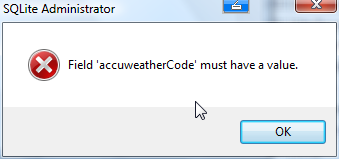 SQLite Administrator
Field 'accuweatherCode' must have a value.
OK